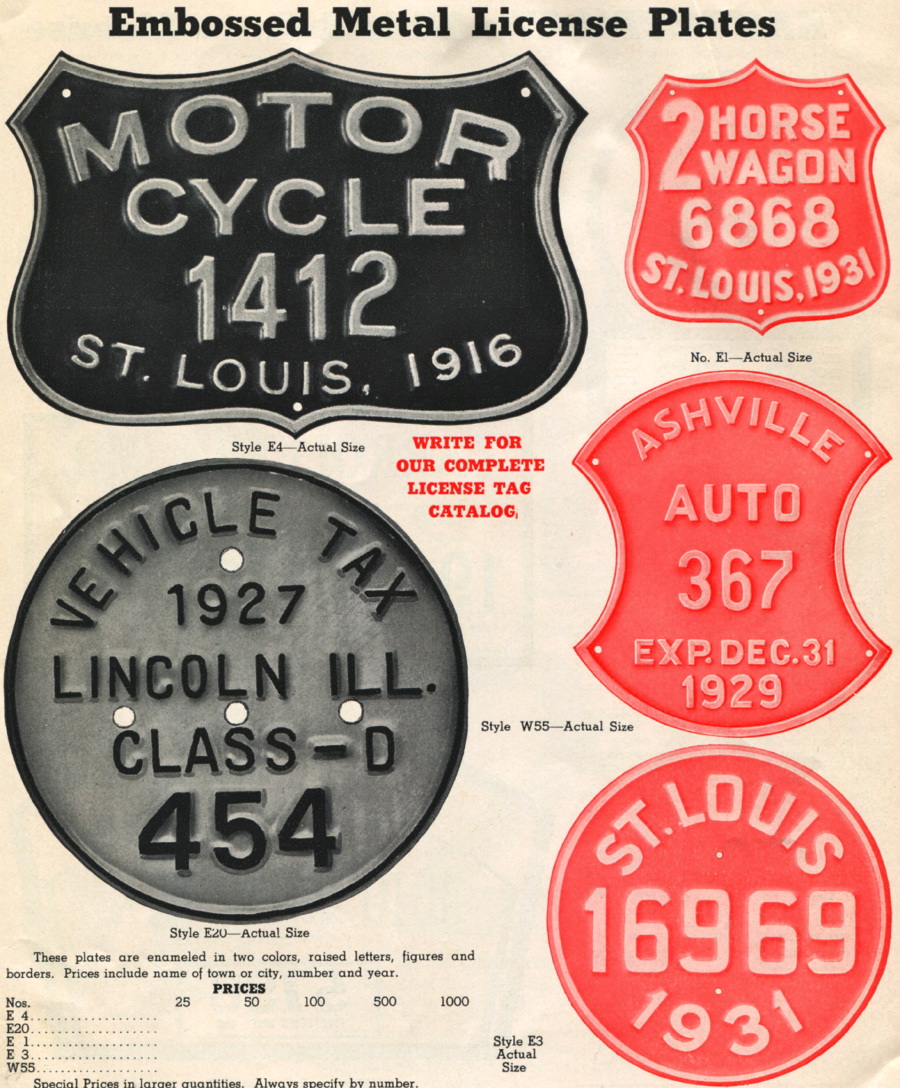 Embossed Metal License Plates
MOTOR
CYCLE
1412
ST. LOUIS, 1916
Style E4—Actual Size
2 HORSE
WAGON
6868
ST. LOUIS, 1931
No. E1—Actual Size
WRITE FOR
OUR COMPLETE
LICENSE TAG
CATALOG.
ASHVILLE
AUTO
367
EXP. DEC. 31
1929
Style W55—Actual Size
VEHICLE TAX
1927
LINCOLN ILL.
CLASS-D
454
Style E20—Actual Size
ST. LOUIS
16969
1931
Style E3
Actual
Size
These plates are enameled in two colors, raised letters, figures and
borders. Prices include name of town or city, number and year.
PRICES
Nos. 25 50 100 500 1000
E 4....................
E20....................
E 1....................
E 3....................
W55....................
Special Prices in larger quantities. Always specify by number.